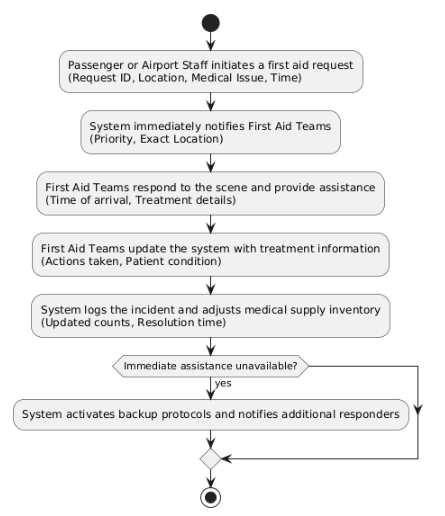 Passenger or Airport Staff initiates a first aid request
(Request ID, Location, Medical Issue, Time)
System immediately notifies First Aid Teams
(Priority, Exact Location)
First Aid Teams respond to the scene and provide assistance
(Time of arrival, Treatment details)
First Aid Teams update the system with treatment information
(Actions taken, Patient condition)
System logs the incident and adjusts medical supply inventory
(Updated counts, Resolution time)
Immediate assistance unavailable?
yes
System activates backup protocols and notifies additional responders